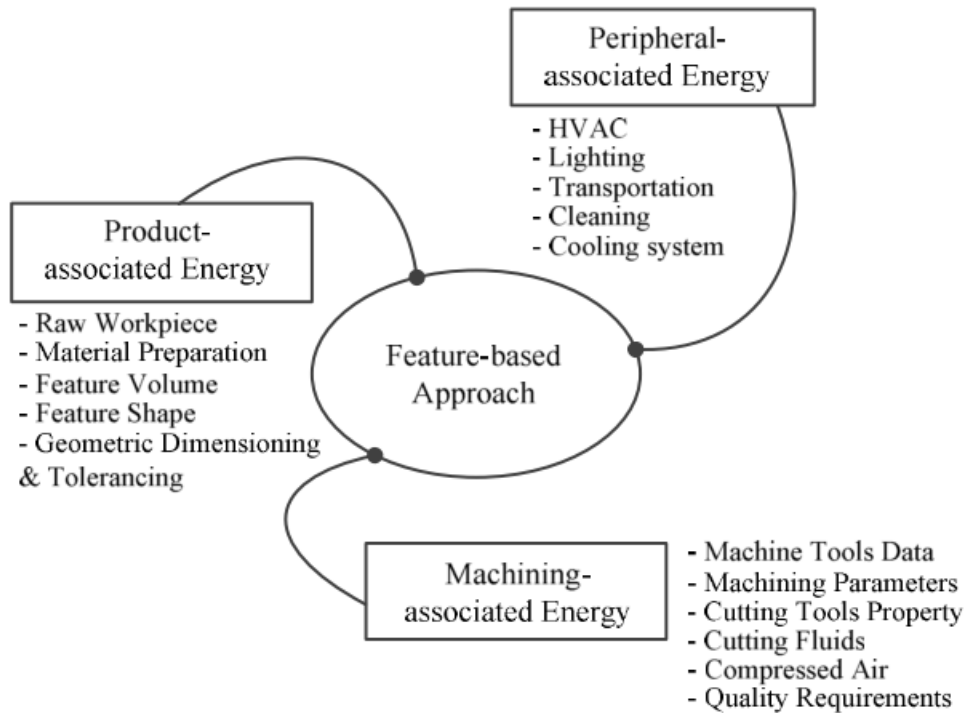 Peripheral-
associated Energy
- HVAC
- Lighting
- Transportation
- Cleaning
- Cooling system
Product-
associated Energy
- Raw Workpiece
- Material Preparation
- Feature Volume
- Feature Shape
- Geometric Dimensioning
& Tolerancing
Feature-based
Approach
Machining-
associated Energy
- Machine Tools Data
- Machining Parameters
- Cutting Tools Property
- Cutting Fluids
- Compressed Air
- Quality Requirements